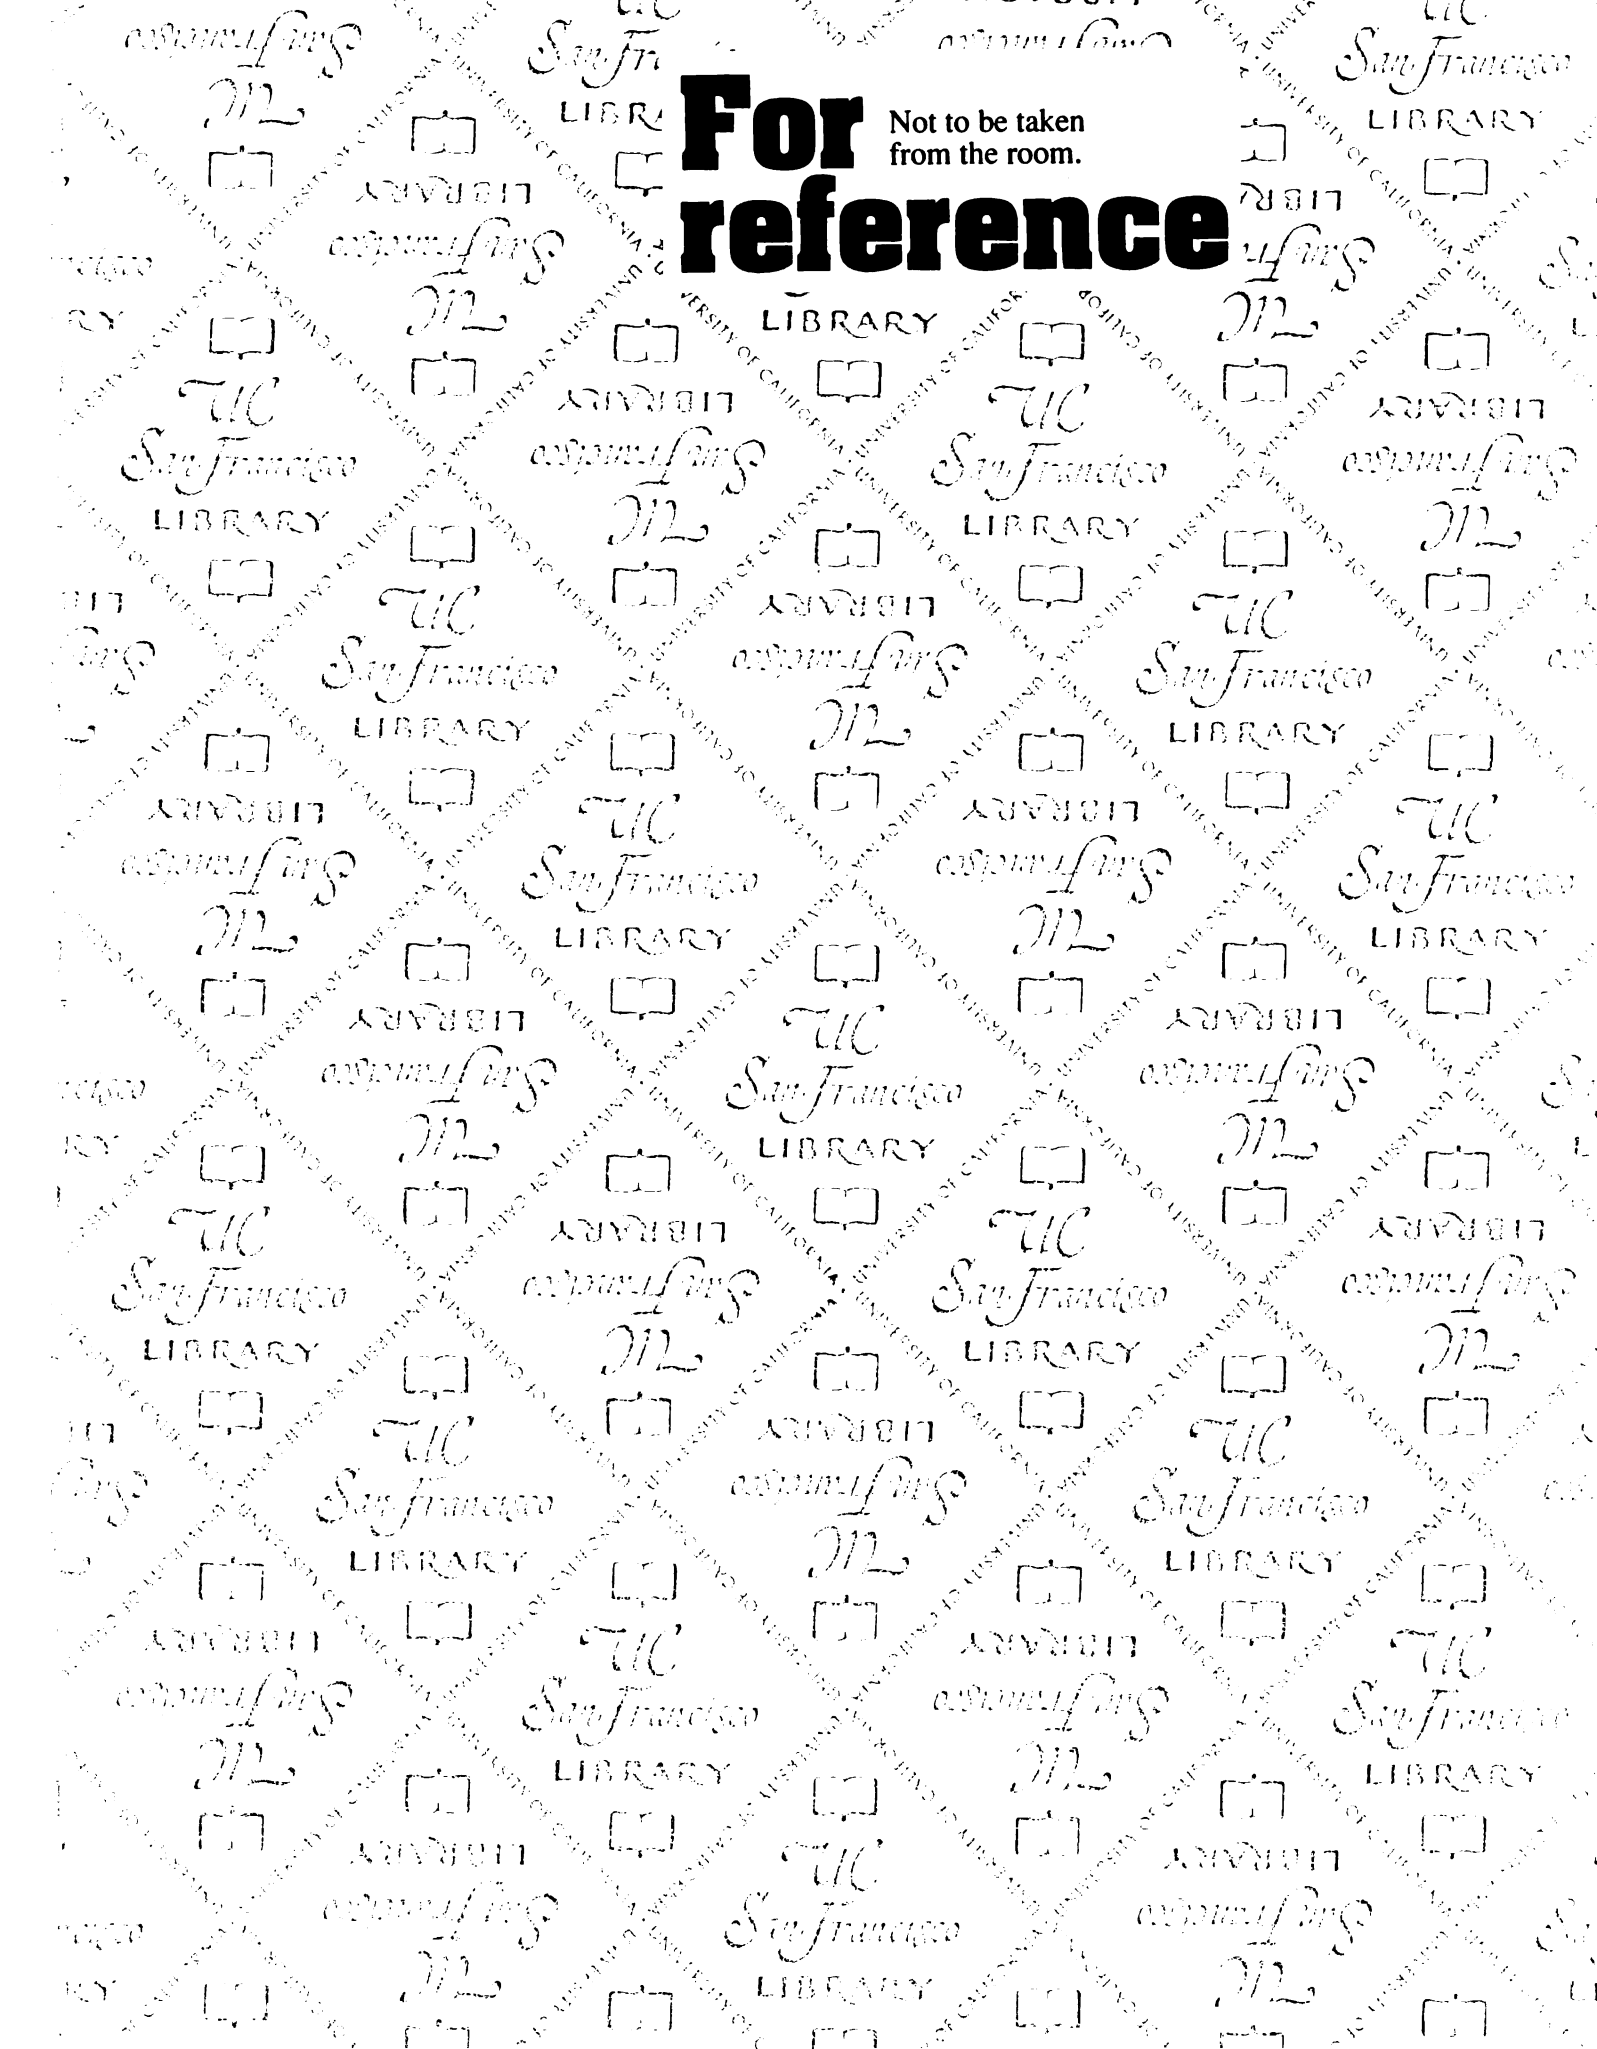 For Not to be taken
from the room.
reference
UC
San Francisco
LIBRARY
UNIVERSITY OF CALIFORNIA